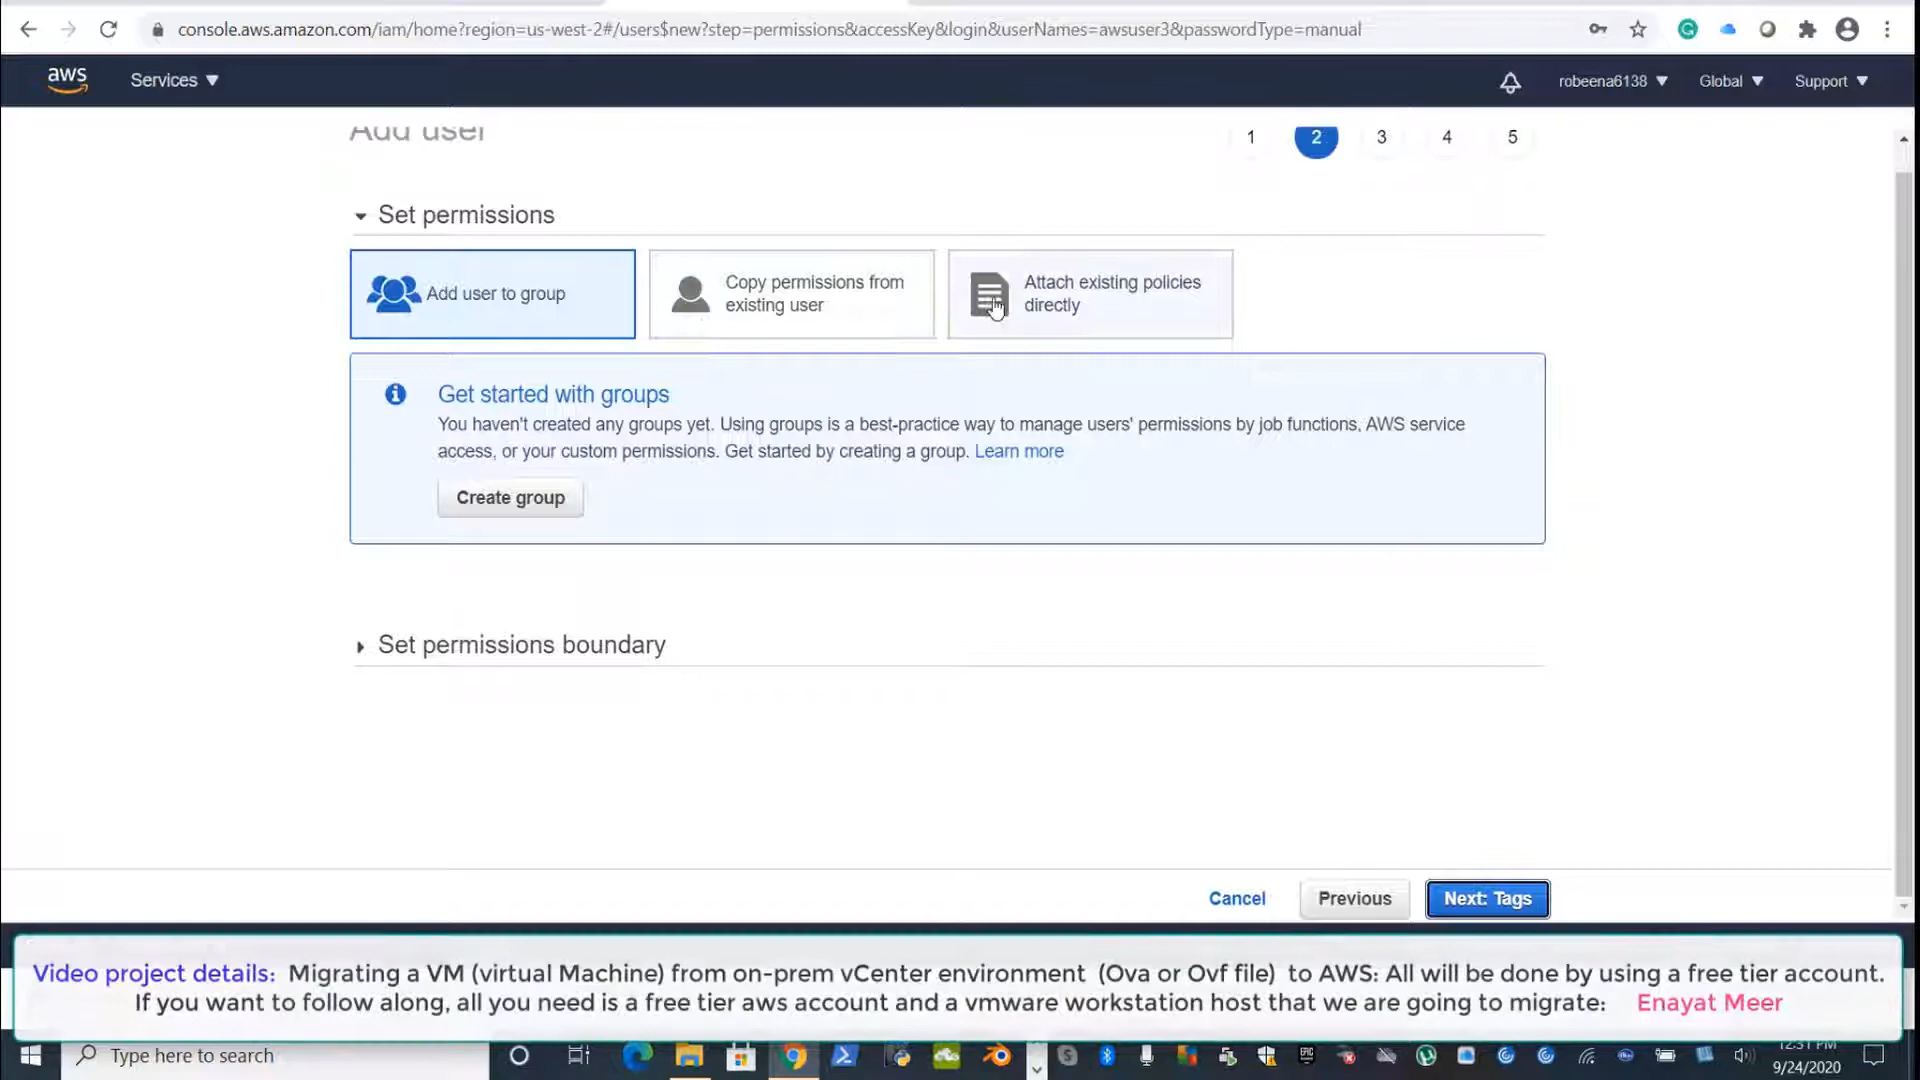 console.aws.amazon.com/iam/home?region=us-west-2#/users$new?step=permissions&accessKey&login&userNames=awsuser3&passwordType=manual
aws
Services
robeena6138
Global
Support
Add user
1
2
3
4
5
Set permissions
Add user to group
Copy permissions from
existing user
Attach existing policies
directly
Get started with groups
You haven't created any groups yet. Using groups is a best-practice way to manage users' permissions by job functions, AWS service
access, or your custom permissions. Get started by creating a group. Learn more
Create group
Set permissions boundary
Cancel
Previous
Next: Tags
Video project details: Migrating a VM (virtual Machine) from on-prem vCenter environment (Ova or Ovf file) to AWS: All will be done by using a free tier account.
If you want to follow along, all you need is a free tier aws account and a vmware workstation host that we are going to migrate: Enayat Meer
Type here to search
EPIC
12:31 PM
9/24/2020